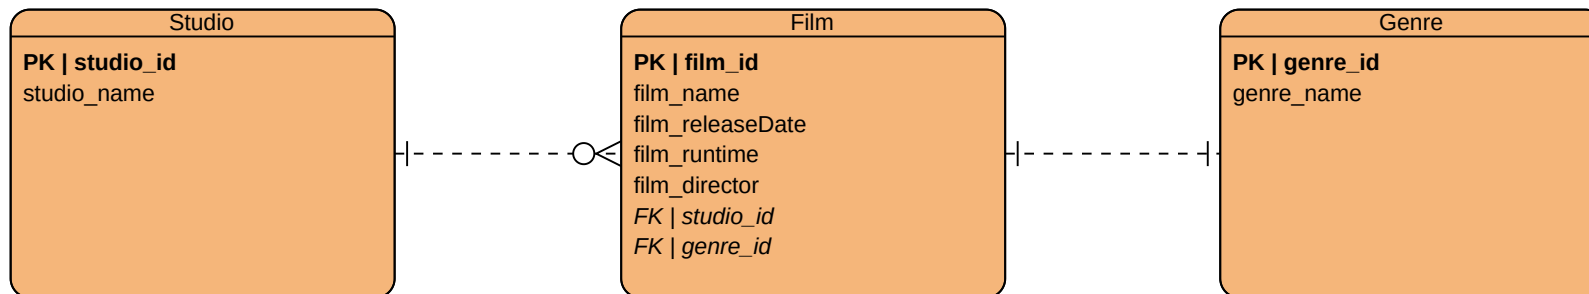 Studio
PK | studio_id
studio_name
Film
PK | film_id
film_name
film_releaseDate
film_runtime
film_director
FK | studio_id
FK | genre_id
Genre
PK | genre_id
genre_name